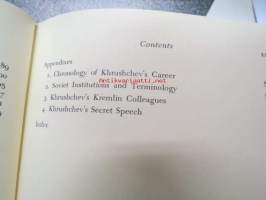 Contents
Appendices
1. Chronology of Khrushchev's Career
2. Soviet Institutions and Terminology
3. Khrushchev's Kremlin Colleagues
4. Khrushchev's Secret Speech
Index